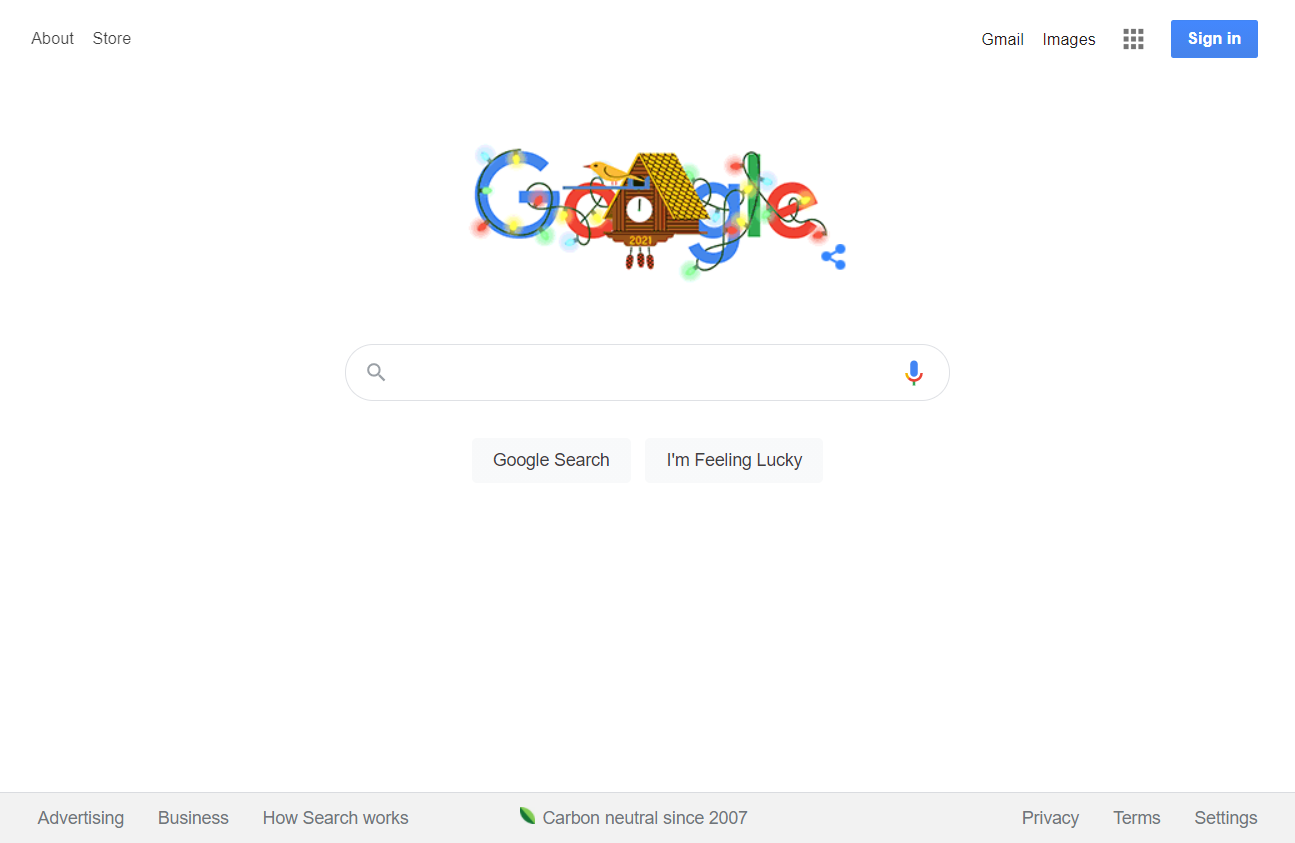 About Store
Gmail Images Sign in
Google
2021
Google Search I'm Feeling Lucky
Advertising Business How Search works Carbon neutral since 2007 Privacy Terms Settings